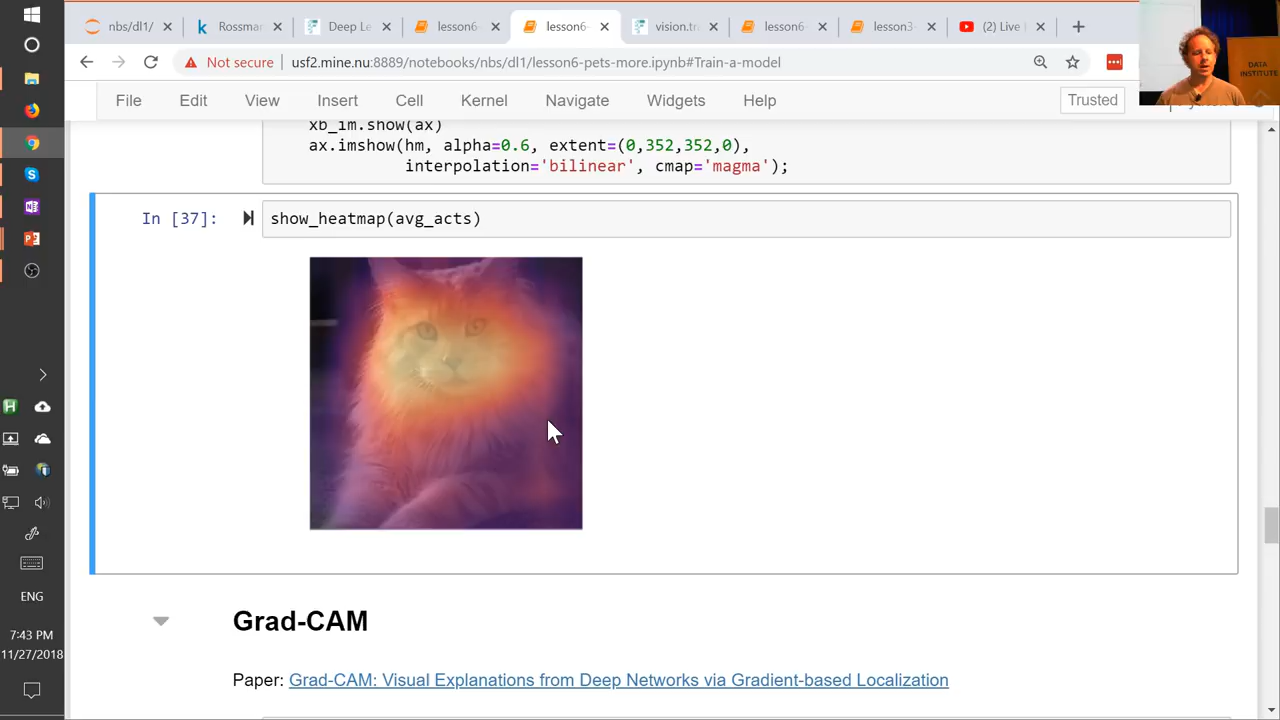 nbs/dl1/
Rossma
Deep Le
lesson6-
lesson6-
vision.tra
lesson6-
lesson3-
(2) Live
Not secure
usf2.mine.nu:8889/notebooks/nbs/dl1/lesson6-pets-more.ipynb#Train-a-model
DATA
INSTITUTE
File Edit View Insert Cell Kernel Navigate Widgets Help
Trusted
xb_im.show(ax)
ax.imshow(hm, alpha=0.6, extent=(0,352,352,0),
interpolation='bilinear', cmap='magma');
In [37]:
show_heatmap(avg_acts)
Grad-CAM
Paper: Grad-CAM: Visual Explanations from Deep Networks via Gradient-based Localization
ENG
7:43 PM
11/27/2018